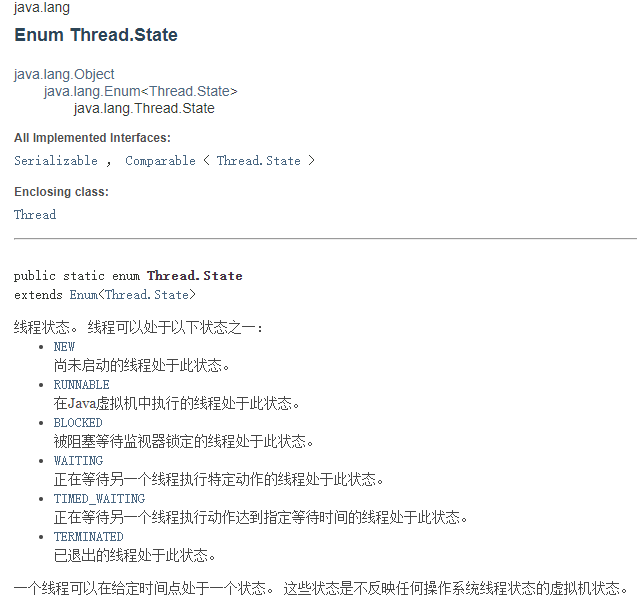 java.lang
Enum Thread.State
java.lang.Object
java.lang.Enum<Thread.State>
java.lang.Thread.State
All Implemented Interfaces:
Serializable , Comparable < Thread.State >
Enclosing class:
Thread
public static enum Thread.State
extends Enum<Thread.State>
线程状态。 线程可以处于以下状态之一:
• NEW
尚未启动的线程处于此状态。
• RUNNABLE
在Java虚拟机中执行的线程处于此状态。
• BLOCKED
被阻塞等待监视器锁定的线程处于此状态。
• WAITING
正在等待另一个线程执行特定动作的线程处于此状态。
• TIMED_WAITING
正在等待另一个线程执行动作达到指定等待时间的线程处于此状态。
• TERMINATED
已退出的线程处于此状态。
一个线程可以在给定时间点处于一个状态。 这些状态是不反映任何操作系统线程状态的虚拟机状态。